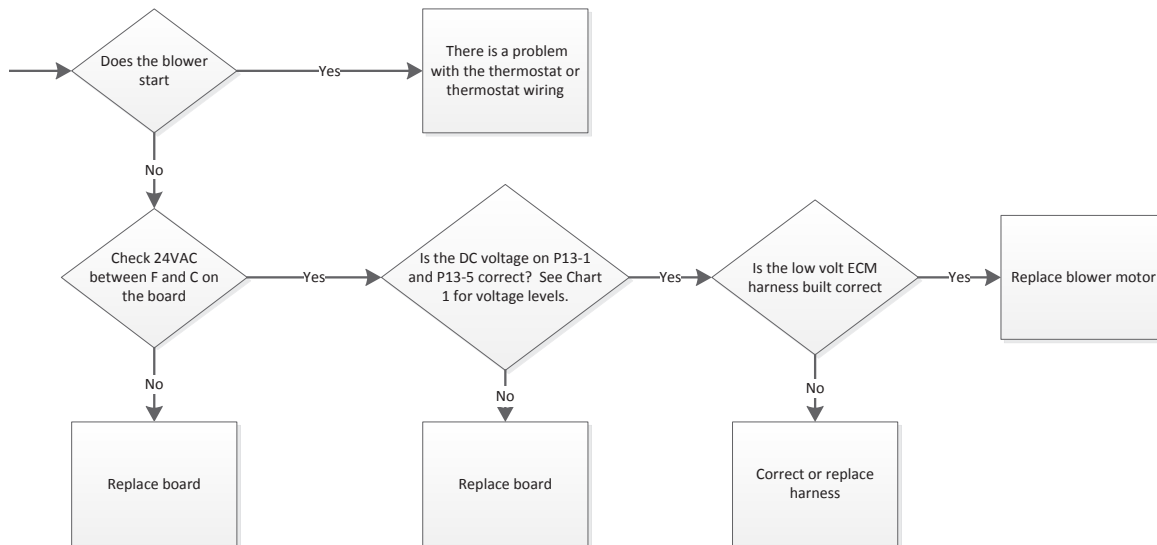 Does the blower
start
Yes
There is a problem
with the thermostat or
thermostat wiring
No
Check 24VAC
between F and C on
the board
Yes
Is the DC voltage on P13-1
and P13-5 correct?  See Chart
1 for voltage levels.
Yes
Is the low volt ECM
harness built correct
Yes
Replace blower motor
No
No
No
Replace board
Replace board
Correct or replace
harness